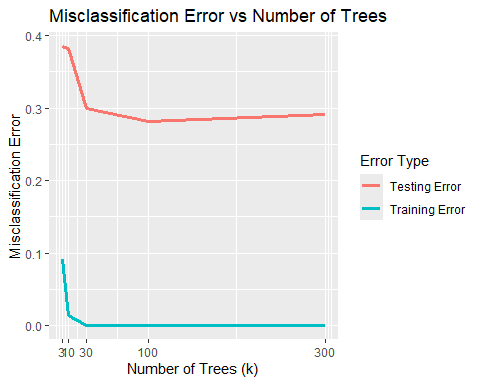 Misclassification Error vs Number of Trees
Misclassification Error
0.4
0.3
0.2
0.1
0.0
3 10 30 100 300
Number of Trees (k)
Error Type
Testing Error
Training Error